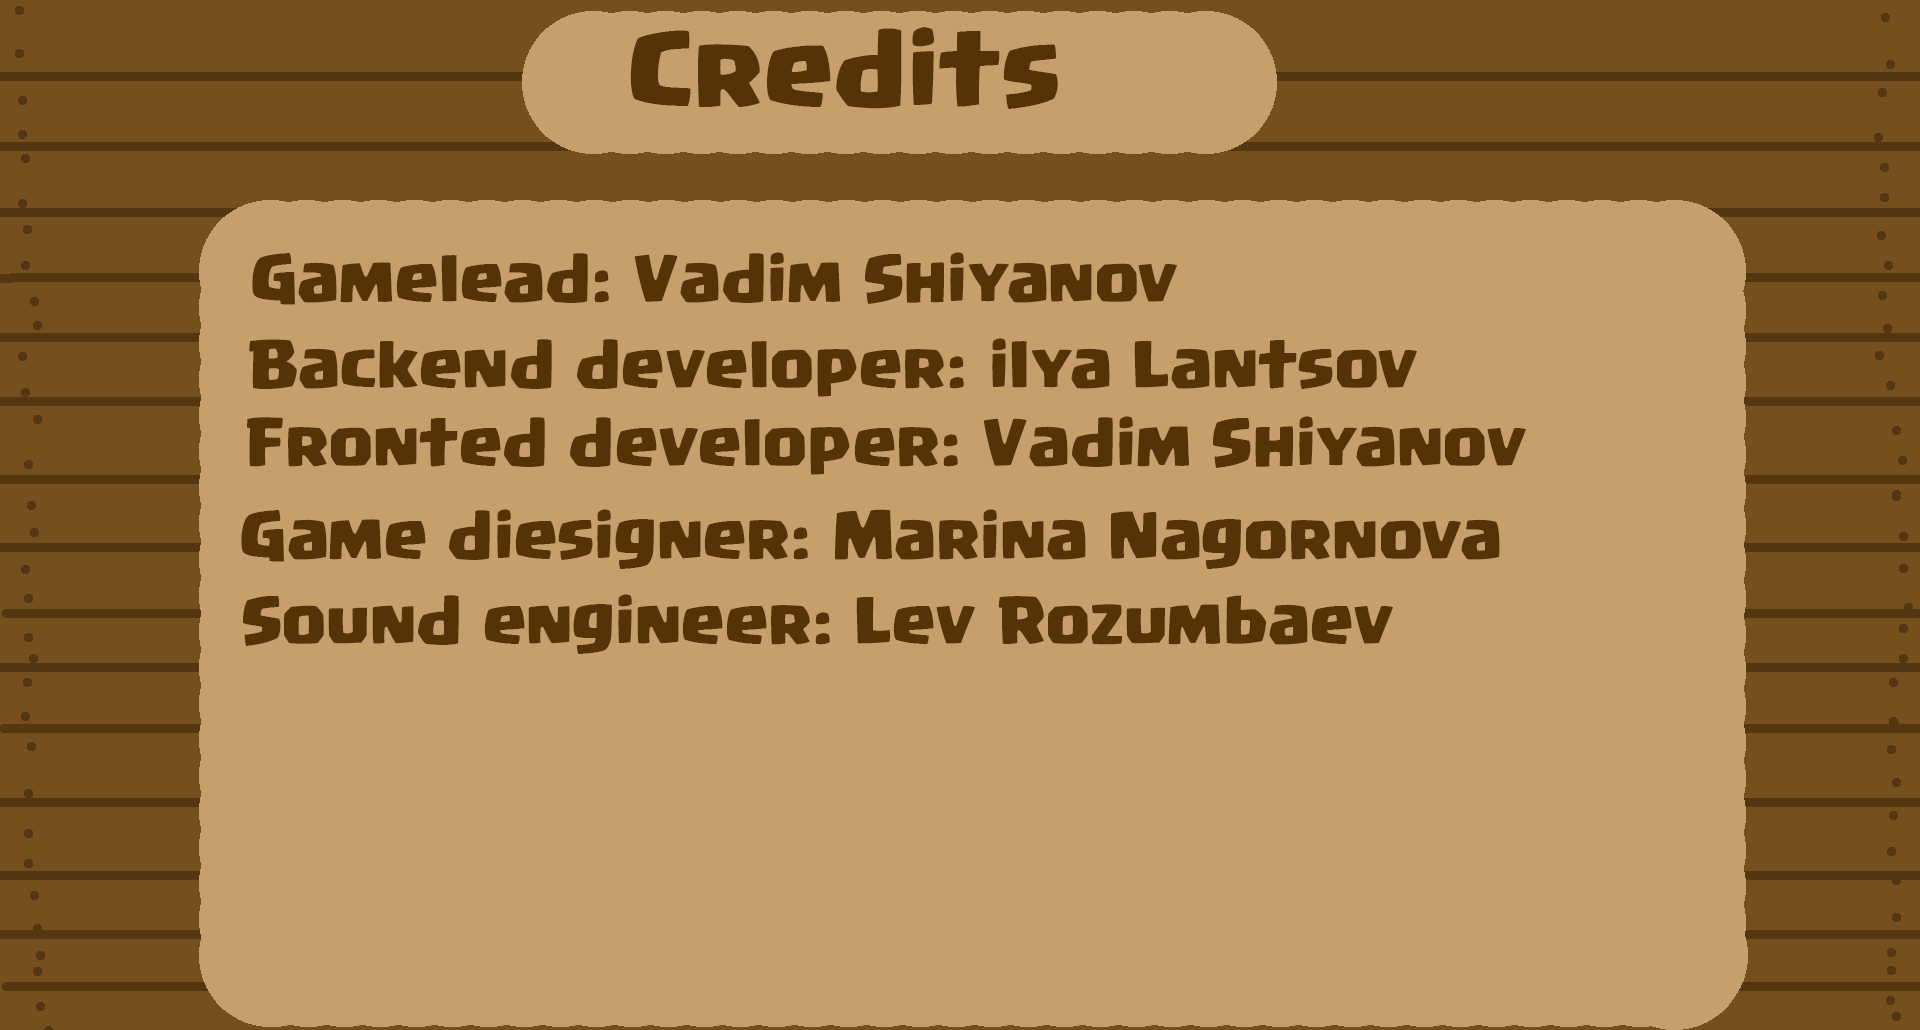 Credits
Gamelead: Vadim Shiyanov
Backend developer: ilya Lantsov
Fronted developer: Vadim Shiyanov
Game diesigner: Marina Nagornova
Sound engineer: Lev Rozumbaev